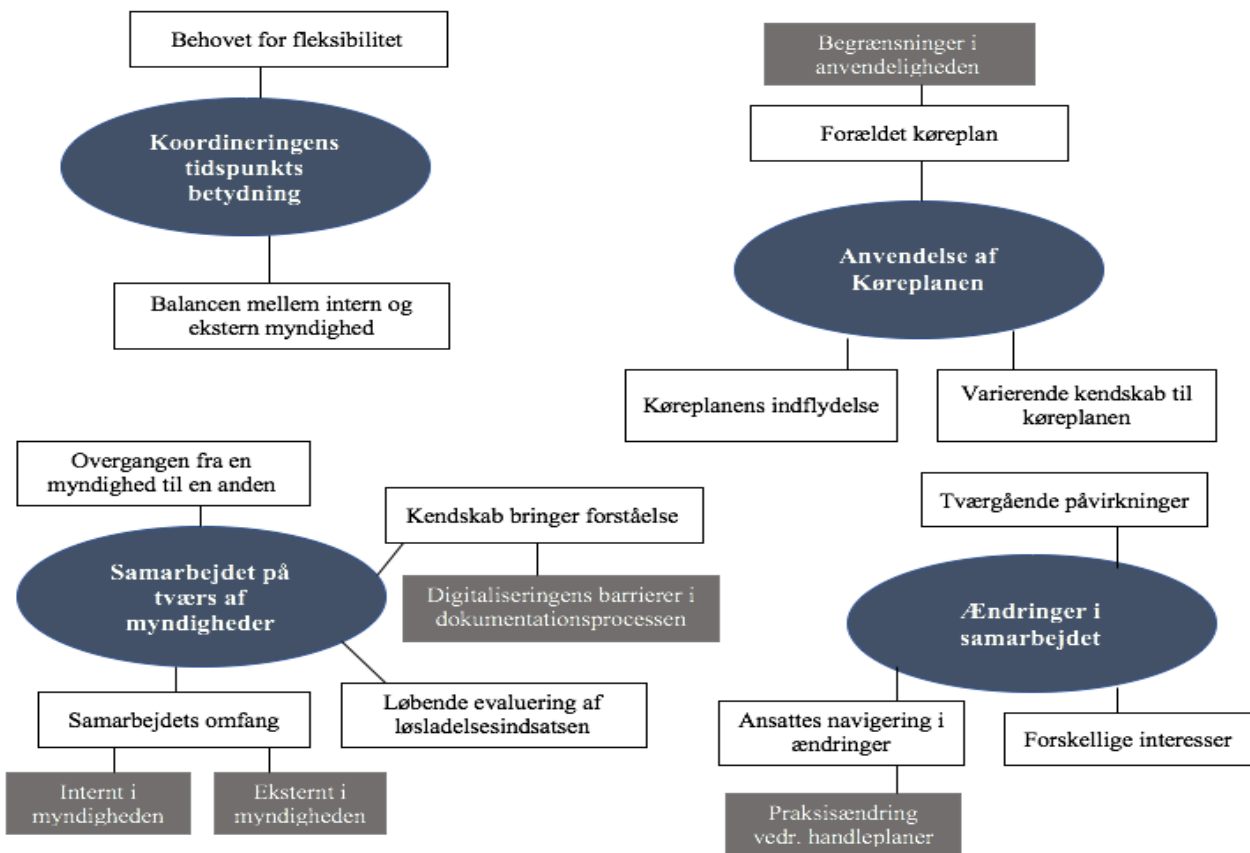 Behovet for fleksibilitet
Koordineringens
tidspunkts
betydning
Balancen mellem intern og
ekstern myndighed
Begrænsninger i
anvendeligheden
Forældet køreplan
Anvendelse af
Køreplanen
Køreplanens indflydelse
Varierende kendskab til
køreplanen
Overgangen fra en
myndighed til en anden
Kendskab bringer forståelse
Digitaliseringens barrierer i
dokumentationsprocessen
Samarbejdet på
tværs af
myndigheder
Løbende evaluering af
løsladelsesindsatsen
Samarbejdets omfang
Internt i
myndigheden
Eksternt i
myndigheden
Tværgående påvirkninger
Ændringer i
samarbejdet
Ansattes navigering i
ændringer
Forskellige interesser
Praksisændring
vedr. handleplaner